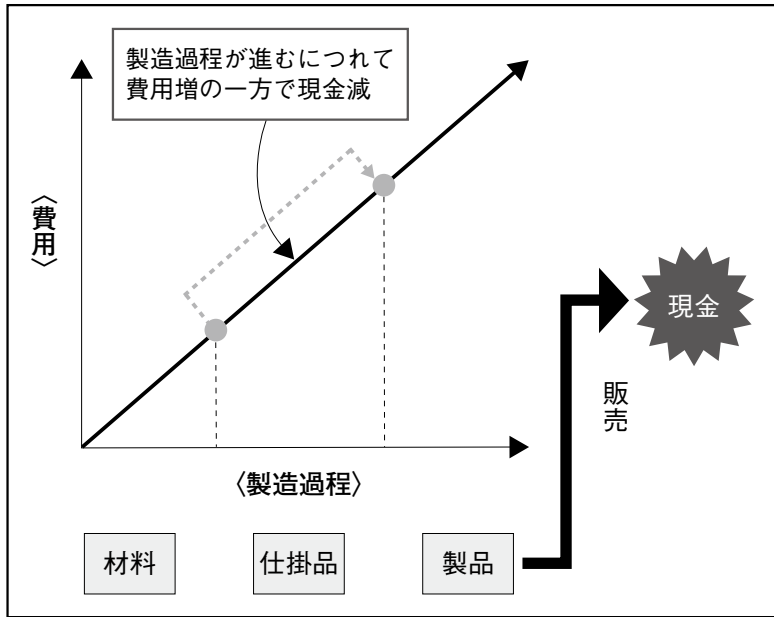 製造過程が進むにつれて
費用増の一方で現金減
〈費用〉
現金
販売
〈製造過程〉
材料
仕掛品
製品